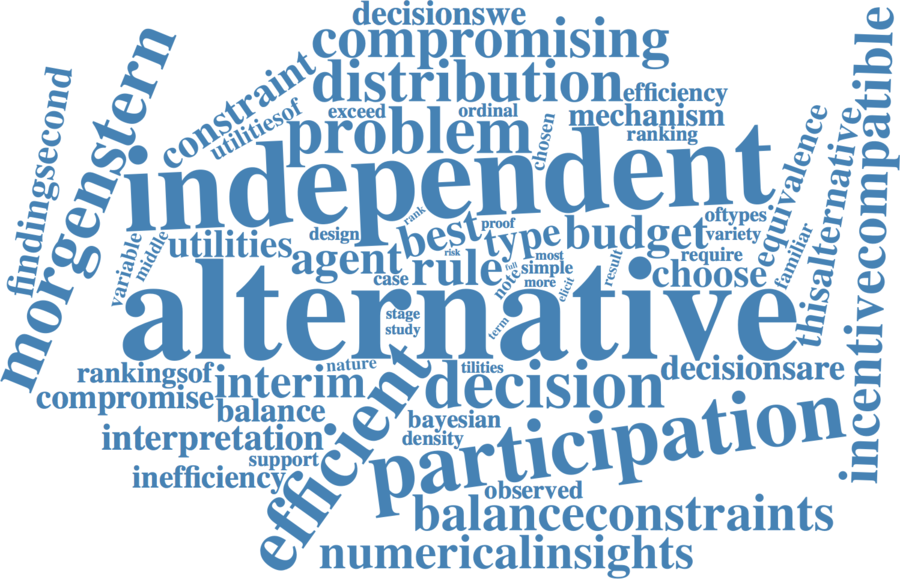 decisionswe
compromising
distribution
efficiency
constraint
utilitiesof
exceed
ordinal
mechanism
problem
chosen
ranking
morgenstern
findingsecond
independent
equivalence
thisalternative
incentivecompatible
rank
proof
oftypes
best
type
budget
variety
design
utilities
variable
middle
agent
risk
most
require
familiar
case
rule
full
note
simple
more
elicit
result
choose
alternative
stage
study
term
nature
tilities
rankingsof
interim
decision
decisionsare
compromise
balance
efficient
bayesian
density
participation
interpretation
support
inefficiency
observed
balanceconstraints
numericalinsights